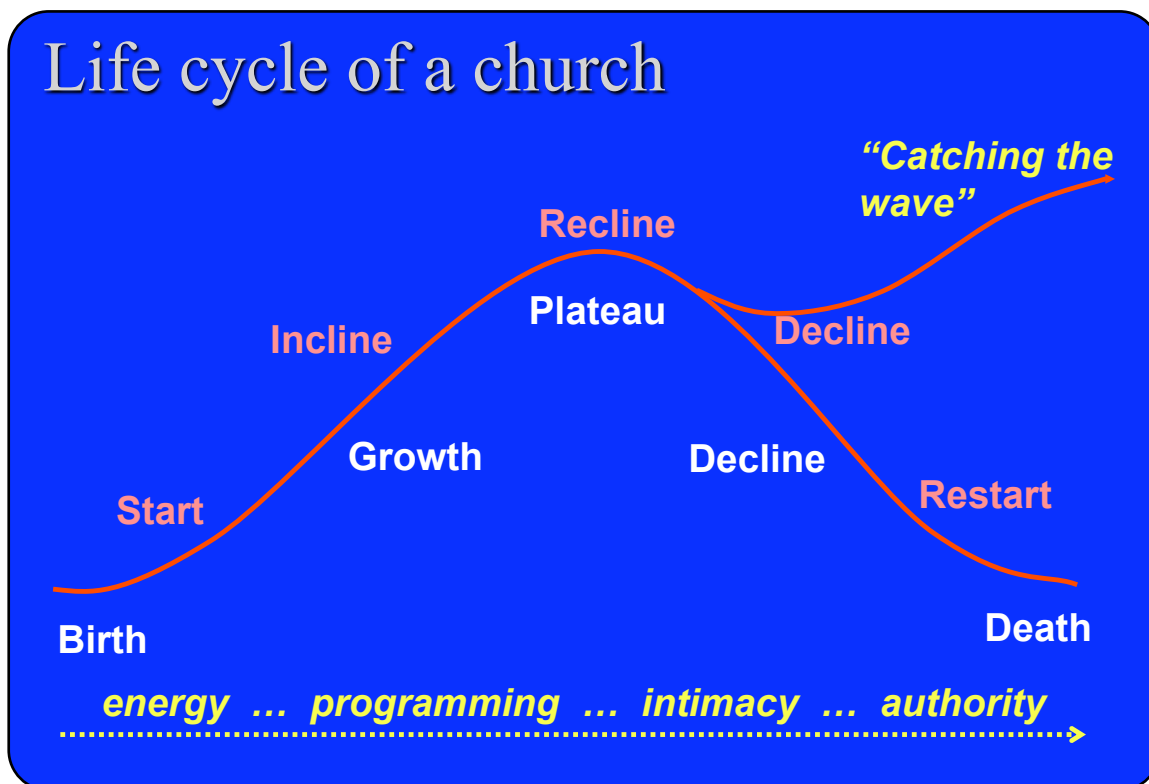 Life cycle of a church
“Catching the
wave”
Recline
Plateau
Incline
Decline
Growth
Decline
Start
Restart
Birth
Death
energy … programming … intimacy … authority